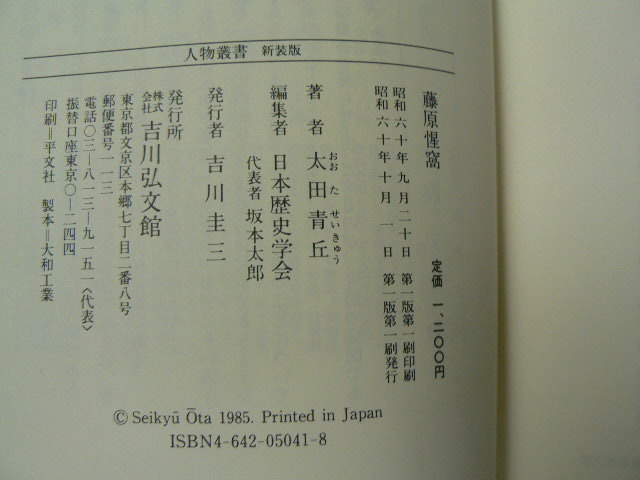 人物叢書 新装版
藤原惺窩
定価 一、二〇〇円
昭和六十年九月二十日 第一版第一刷印刷
昭和六十年十月 一 日 第一版第一刷発行
著者 太田青丘
おおた せいきゅう
編集者 日本歴史学会
代表者 坂本太郎
発行者 吉川圭三
発行所
株式会社 吉川弘文館
東京都文京区本郷七丁目二番八号
郵便番号一一三
電話〇三―八一三―九一五一〈代表〉
振替口座東京〇―二四四
印刷＝平文社 製本＝大和工業
© Seikyū Ōta 1985. Printed in Japan
ISBN4-642-05041-8